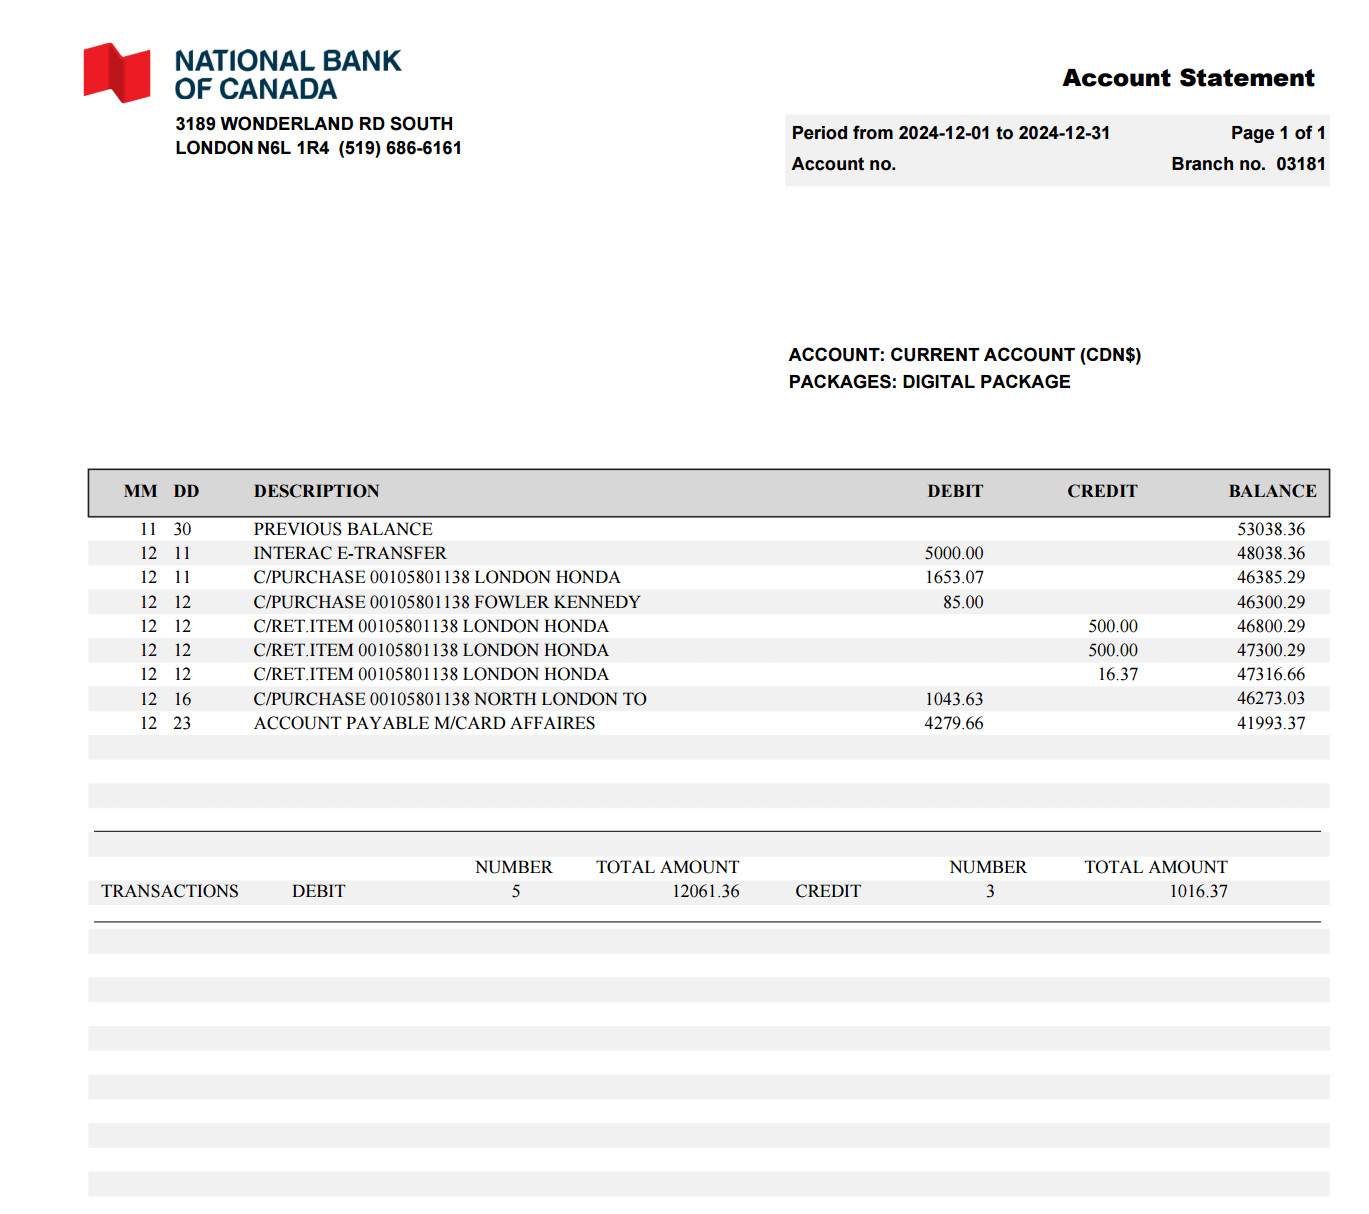 NATIONAL BANK
OF CANADA
3189 WONDERLAND RD SOUTH
LONDON N6L 1R4 (519) 686-6161
Account Statement
Period from 2024-12-01 to 2024-12-31 Page 1 of 1
Account no. Branch no. 03181
ACCOUNT: CURRENT ACCOUNT (CDN$)
PACKAGES: DIGITAL PACKAGE
MM DD DESCRIPTION DEBIT CREDIT BALANCE
11 30 PREVIOUS BALANCE 53038.36
12 11 INTERAC E-TRANSFER 5000.00 48038.36
12 11 C/PURCHASE 00105801138 LONDON HONDA 1653.07 46385.29
12 12 C/PURCHASE 00105801138 FOWLER KENNEDY 85.00 46300.29
12 12 C/RET.ITEM 00105801138 LONDON HONDA 500.00 46800.29
12 12 C/RET.ITEM 00105801138 LONDON HONDA 500.00 47300.29
12 12 C/RET.ITEM 00105801138 LONDON HONDA 16.37 47316.66
12 16 C/PURCHASE 00105801138 NORTH LONDON TO 1043.63 46273.03
12 23 ACCOUNT PAYABLE M/CARD AFFAIRES 4279.66 41993.37
NUMBER TOTAL AMOUNT NUMBER TOTAL AMOUNT
TRANSACTIONS DEBIT 5 12061.36 CREDIT 3 1016.37